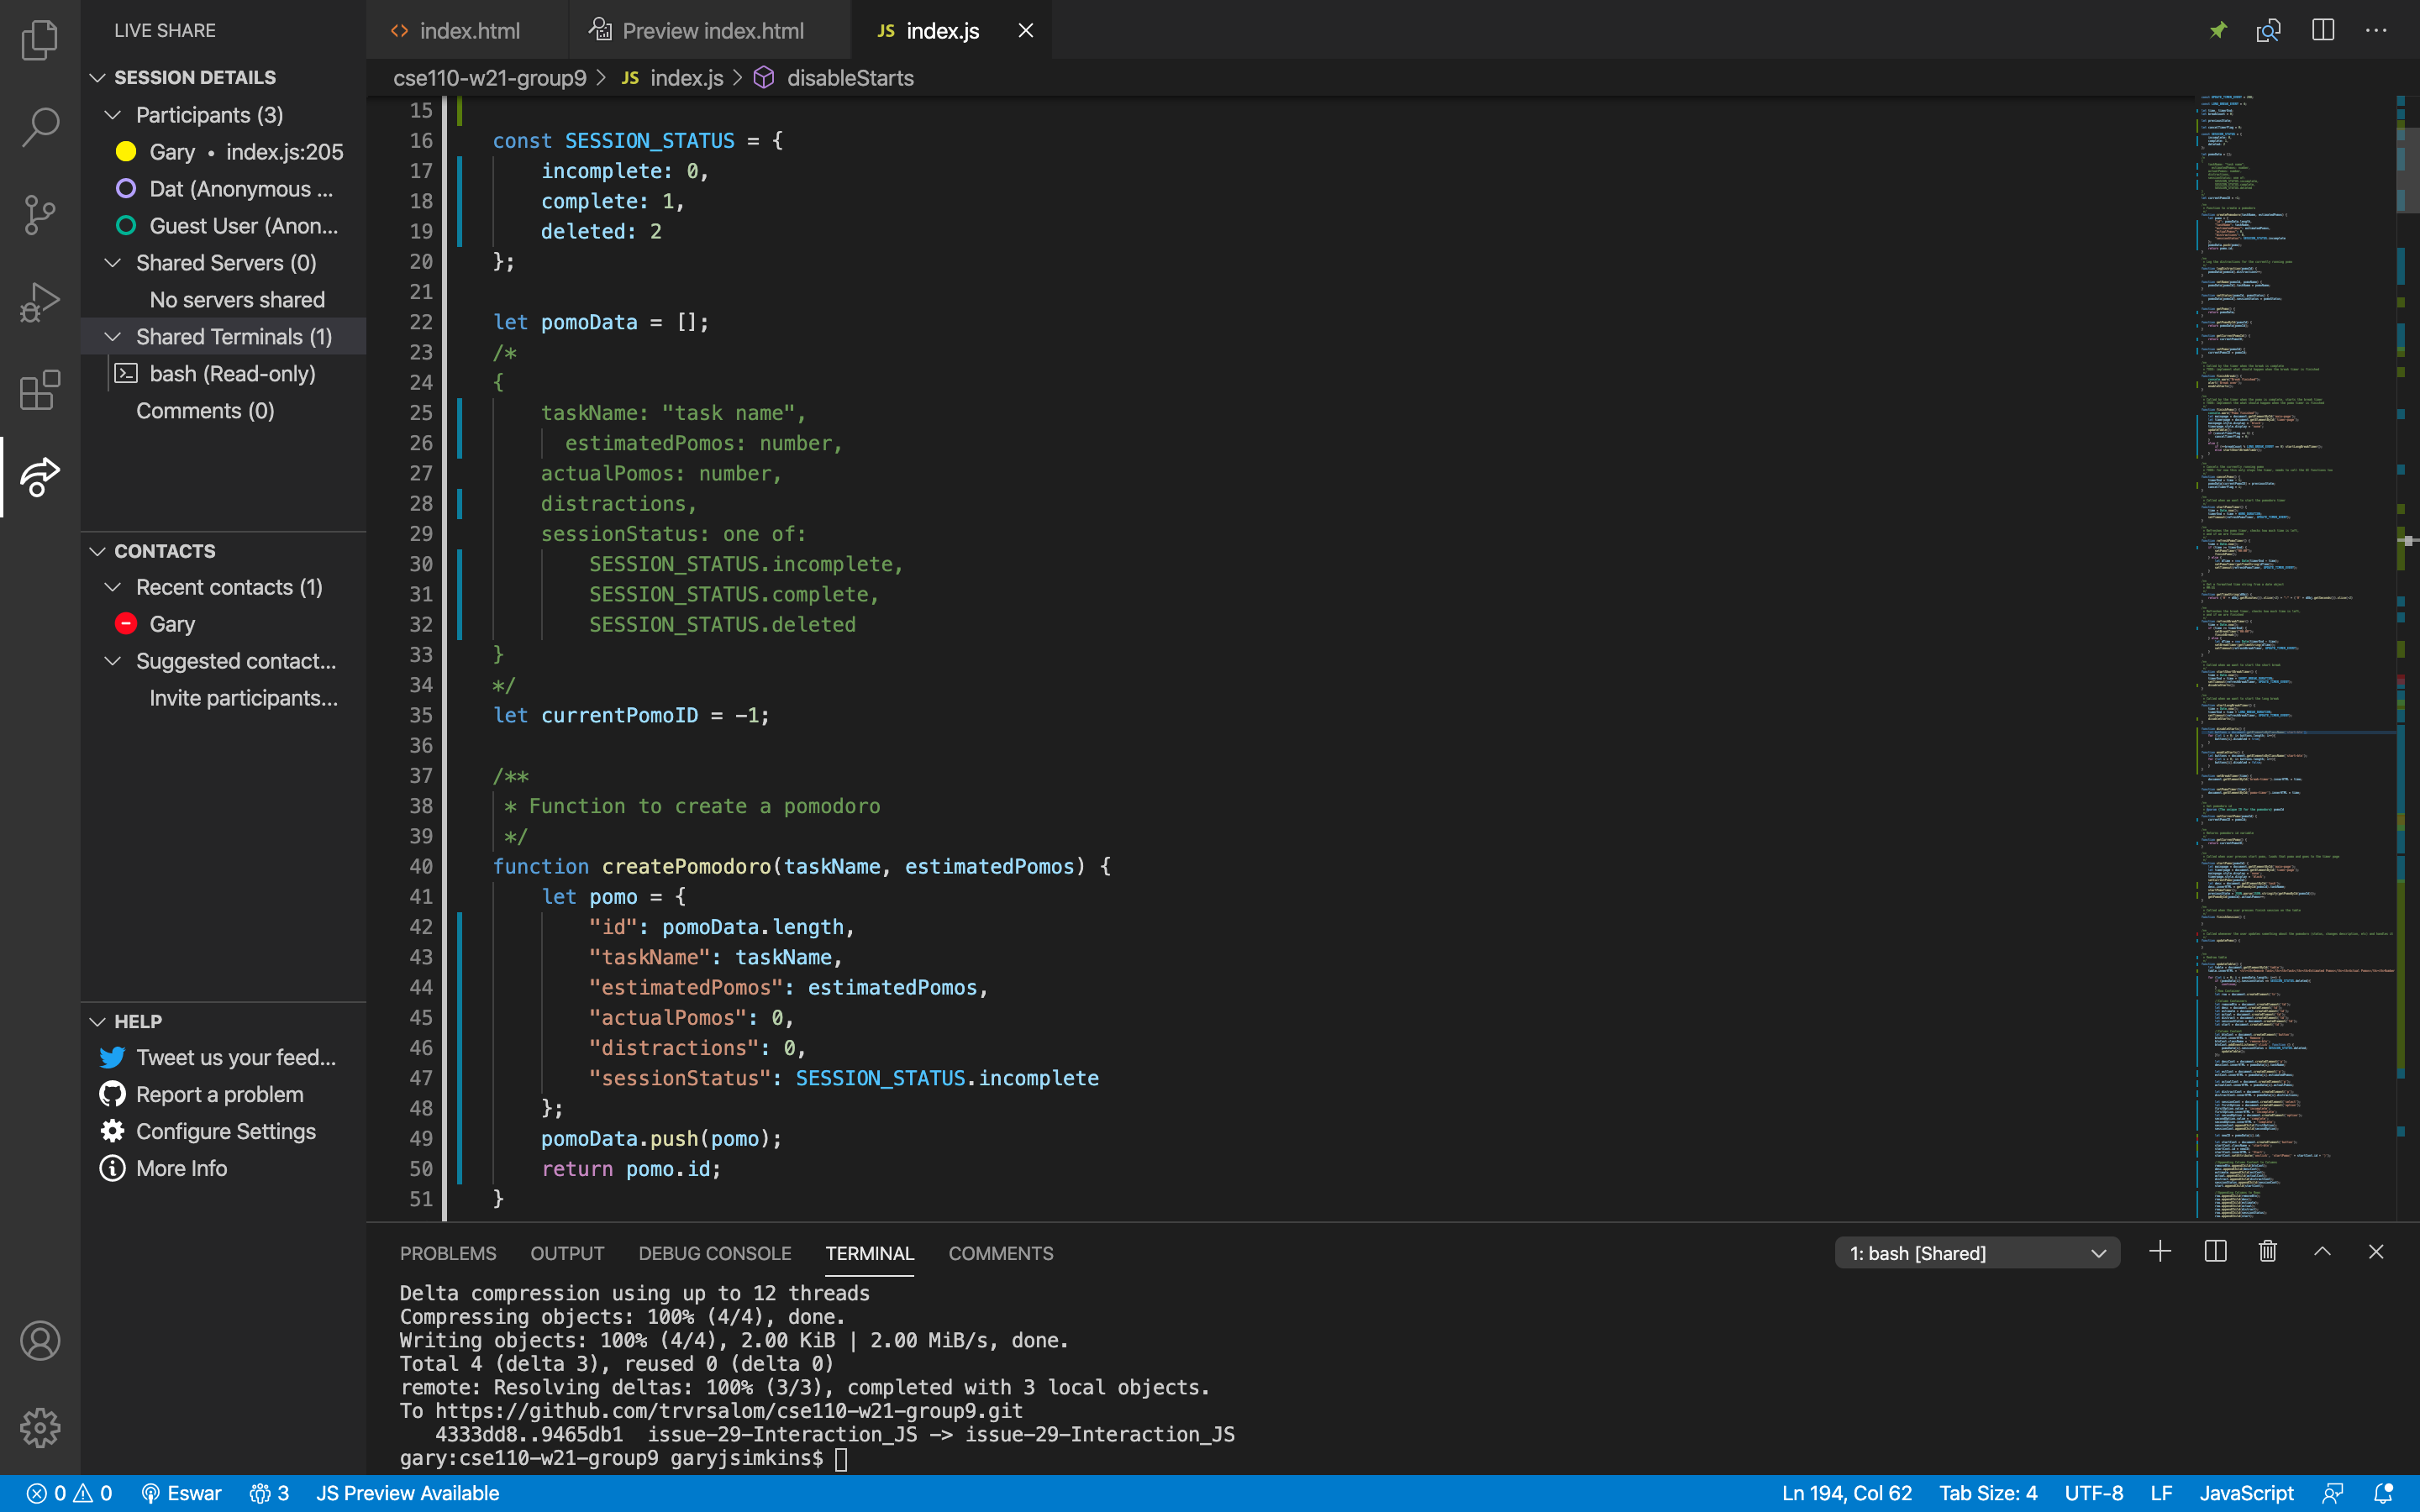 LIVE SHARE
SESSION DETAILS
Participants (3)
Gary • index.js:205
Dat (Anonymous ...
Guest User (Anon...
Shared Servers (0)
No servers shared
Shared Terminals (1)
bash (Read-only)
Comments (0)
CONTACTS
Recent contacts (1)
Gary
Suggested contact...
Invite participants...
HELP
Tweet us your feed...
Report a problem
Configure Settings
More Info
<> index.html
Preview index.html
JS index.js
cse110-w21-group9 > JS index.js > disableStarts
15
16 const SESSION_STATUS = {
17     incomplete: 0,
18     complete: 1,
19     deleted: 2
20 };
21
22 let pomoData = [];
23 /*
24 {
25     taskName: "task name",
26       estimatedPomos: number,
27     actualPomos: number,
28     distractions,
29     sessionStatus: one of:
30         SESSION_STATUS.incomplete,
31         SESSION_STATUS.complete,
32         SESSION_STATUS.deleted
33 }
34 */
35 let currentPomoID = -1;
36
37 /**
38  * Function to create a pomodoro
39  */
40 function createPomodoro(taskName, estimatedPomos) {
41     let pomo = {
42         "id": pomoData.length,
43         "taskName": taskName,
44         "estimatedPomos": estimatedPomos,
45         "actualPomos": 0,
46         "distractions": 0,
47         "sessionStatus": SESSION_STATUS.incomplete
48     };
49     pomoData.push(pomo);
50     return pomo.id;
51 }
PROBLEMS OUTPUT DEBUG CONSOLE TERMINAL COMMENTS
1: bash [Shared]
Delta compression using up to 12 threads
Compressing objects: 100% (4/4), done.
Writing objects: 100% (4/4), 2.00 KiB | 2.00 MiB/s, done.
Total 4 (delta 3), reused 0 (delta 0)
remote: Resolving deltas: 100% (3/3), completed with 3 local objects.
To https://github.com/trvrsalom/cse110-w21-group9.git
   4333dd8..9465db1  issue-29-Interaction_JS -> issue-29-Interaction_JS
gary:cse110-w21-group9 garyjsimkins$
0 0 Eswar 3 JS Preview Available
Ln 194, Col 62 Tab Size: 4 UTF-8 LF JavaScript